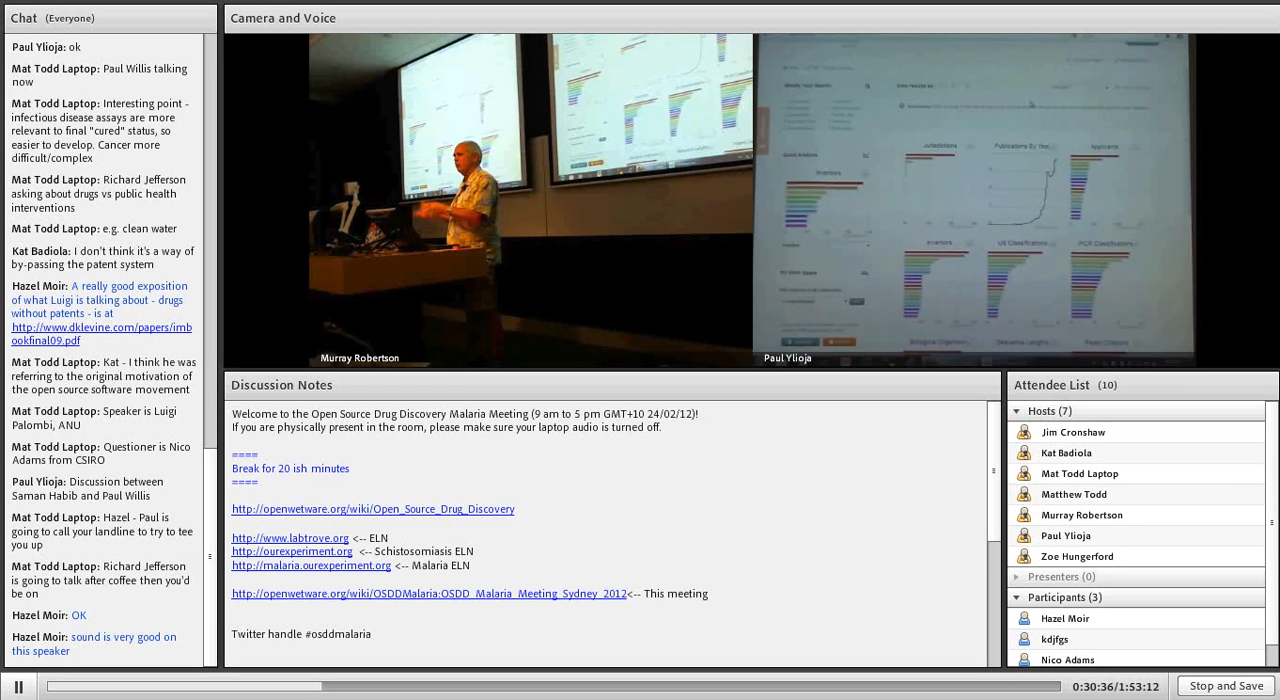 Chat (Everyone)
Paul Ylioja: ok
Mat Todd Laptop: Paul Willis talking
now
Mat Todd Laptop: Interesting point -
infectious disease assays are more
relevant to final "cured" status, so
easier to develop. Cancer more
difficult/complex
Mat Todd Laptop: Richard Jefferson
asking about drugs vs public health
interventions
Mat Todd Laptop: e.g. clean water
Kat Badiola: I don't think it's a way of
by-passing the patent system
Hazel Moir: A really good exposition
of what Luigi is talking about - drugs
without patents - is at
http://www.dklevine.com/papers/imb
ookfinal09.pdf
Mat Todd Laptop: Kat - I think he was
referring to the original motivation of
the open source software movement
Mat Todd Laptop: Speaker is Luigi
Palombi, ANU
Mat Todd Laptop: Questioner is Nico
Adams from CSIRO
Paul Ylioja: Discussion between
Saman Habib and Paul Willis
Mat Todd Laptop: Hazel - Paul is
going to call your landline to try to tee
you up
Mat Todd Laptop: Richard Jefferson
is going to talk after coffee then you'd
be on
Hazel Moir: OK
Hazel Moir: sound is very good on
this speaker
Camera and Voice
Jurisdictions
Publications By Year
Applicants
Inventors
Inventors
US Classifications
PCR Classifications
Murray Robertson
Paul Ylioja
Discussion Notes
Welcome to the Open Source Drug Discovery Malaria Meeting (9 am to 5 pm GMT+10 24/02/12)!
If you are physically present in the room, please make sure your laptop audio is turned off.
====
Break for 20 ish minutes
====
http://openwetware.org/wiki/Open_Source_Drug_Discovery
http://www.labtrove.org <-- ELN
http://ourexperiment.org <-- Schistosomiasis ELN
http://malaria.ourexperiment.org <-- Malaria ELN
http://openwetware.org/wiki/OSDDMalaria:OSDD_Malaria_Meeting_Sydney_2012<-- This meeting
Twitter handle #osddmalaria
Attendee List (10)
Hosts (7)
Jim Cronshaw
Kat Badiola
Mat Todd Laptop
Matthew Todd
Murray Robertson
Paul Ylioja
Zoe Hungerford
Presenters (0)
Participants (3)
Hazel Moir
kdjfgs
Nico Adams
0:30:36/1:53:12
Stop and Save